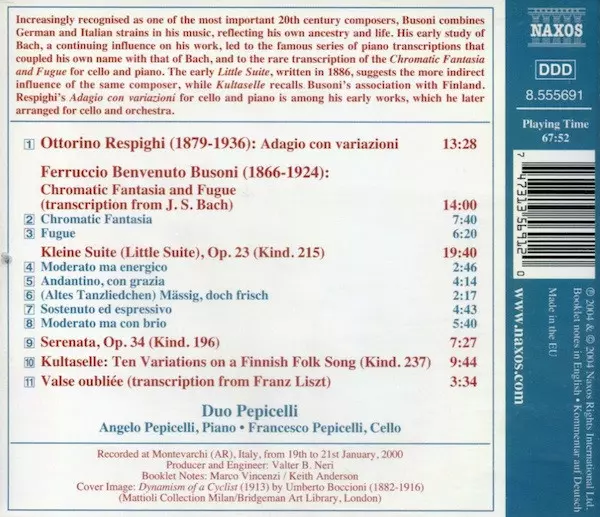 Increasingly recognised as one of the most important 20th century composers, Busoni combines
German and Italian strains in his music, reflecting his own ancestry and life. His early study of
Bach, a continuing influence on his work, led to the famous series of piano transcriptions that
coupled his own name with that of Bach, and to the rare transcription of the Chromatic Fantasia
and Fugue for cello and piano. The early Little Suite, written in 1886, suggests the more indirect
influence of the same composer, while Kultaselle recalls Busoni's association with Finland.
Respighi's Adagio con variazioni for cello and piano is among his early works, which he later
arranged for cello and orchestra.
1 Ottorino Respighi (1879-1936): Adagio con variazioni 13:28
Ferruccio Benvenuto Busoni (1866-1924):
Chromatic Fantasia and Fugue
(transcription from J. S. Bach) 14:00
2 Chromatic Fantasia 7:40
3 Fugue 6:20
Kleine Suite (Little Suite), Op. 23 (Kind. 215) 19:40
4 Moderato ma energico 2:46
5 Andantino, con grazia 4:14
6 (Altes Tanzliedchen) Mässig, doch frisch 2:17
7 Sostenuto ed espressivo 4:43
8 Moderato ma con brio 5:40
9 Serenata, Op. 34 (Kind. 196) 7:27
10 Kultaselle: Ten Variations on a Finnish Folk Song (Kind. 237) 9:44
11 Valse oubliée (transcription from Franz Liszt) 3:34
Duo Pepicelli
Angelo Pepicelli, Piano • Francesco Pepicelli, Cello
Recorded at Montevarchi (AR), Italy, from 19th to 21st January, 2000
Producer and Engineer: Valter B. Neri
Booklet Notes: Marco Vincenzi / Keith Anderson
Cover Image: Dynamism of a Cyclist (1913) by Umberto Boccioni (1882-1916)
(Mattioli Collection Milan/Bridgeman Art Library, London)
NAXOS
DDD
8.555691
Playing Time
67:52
7 47313 56912 0
www.naxos.com
Made in the EU
Booklet notes in English • Kommentar auf Deutsch
℗ 2004 & © 2004 Naxos Rights International Ltd.